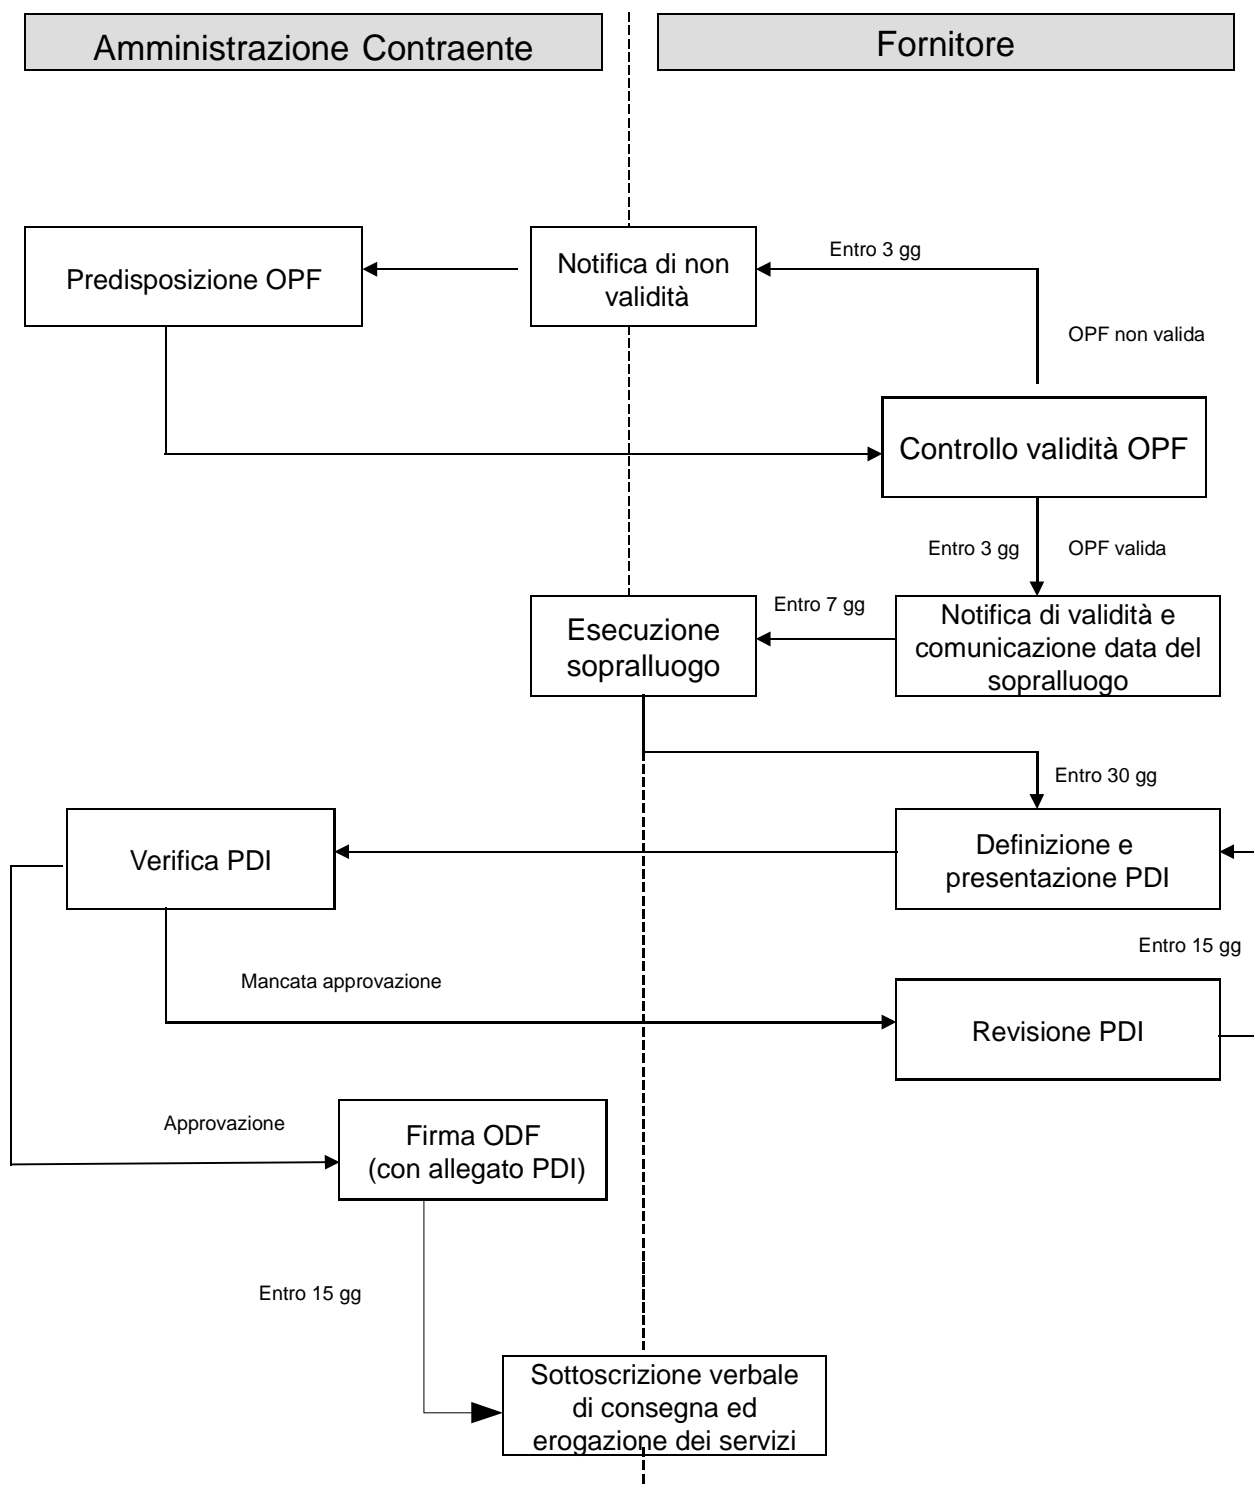 Amministrazione Contraente
Fornitore
Entro 3 gg
Predisposizione OPF
Notifica di non
validità
OPF non valida
Controllo validità OPF
Entro 3 gg
OPF valida
Entro 7 gg
Esecuzione
sopralluogo
Notifica di validità e
comunicazione data del
sopralluogo
Entro 30 gg
Verifica PDI
Definizione e
presentazione PDI
Entro 15 gg
Mancata approvazione
Revisione PDI
Approvazione
Firma ODF
(con allegato PDI)
Entro 15 gg
Sottoscrizione verbale
di consegna ed
erogazione dei servizi